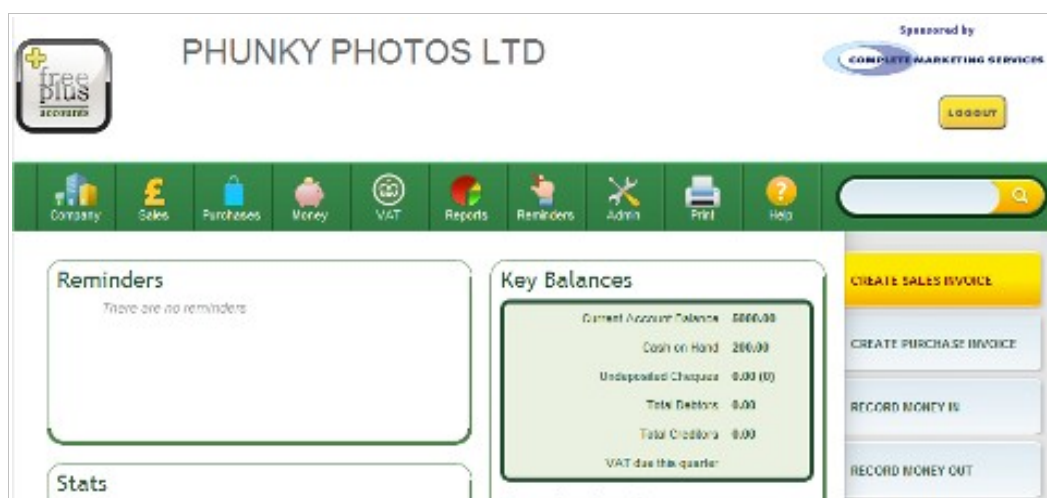 Sponsored by
PHUNKY PHOTOS LTD
COMPLETE MARKETING SERVICES
free
plus
accounts
LOGOUT
Company Sales Purchases Money VAT Reports Reminders Admin Print Help
Reminders
There are no reminders
Key Balances
Current Account Balance 5000.00
Cash on Hand 200.00
Undeposited Cheques 0.00 (0)
Total Debtors 0.00
Total Creditors 0.00
VAT due this quarter
CREATE SALES INVOICE
CREATE PURCHASE INVOICE
RECORD MONEY IN
RECORD MONEY OUT
Stats